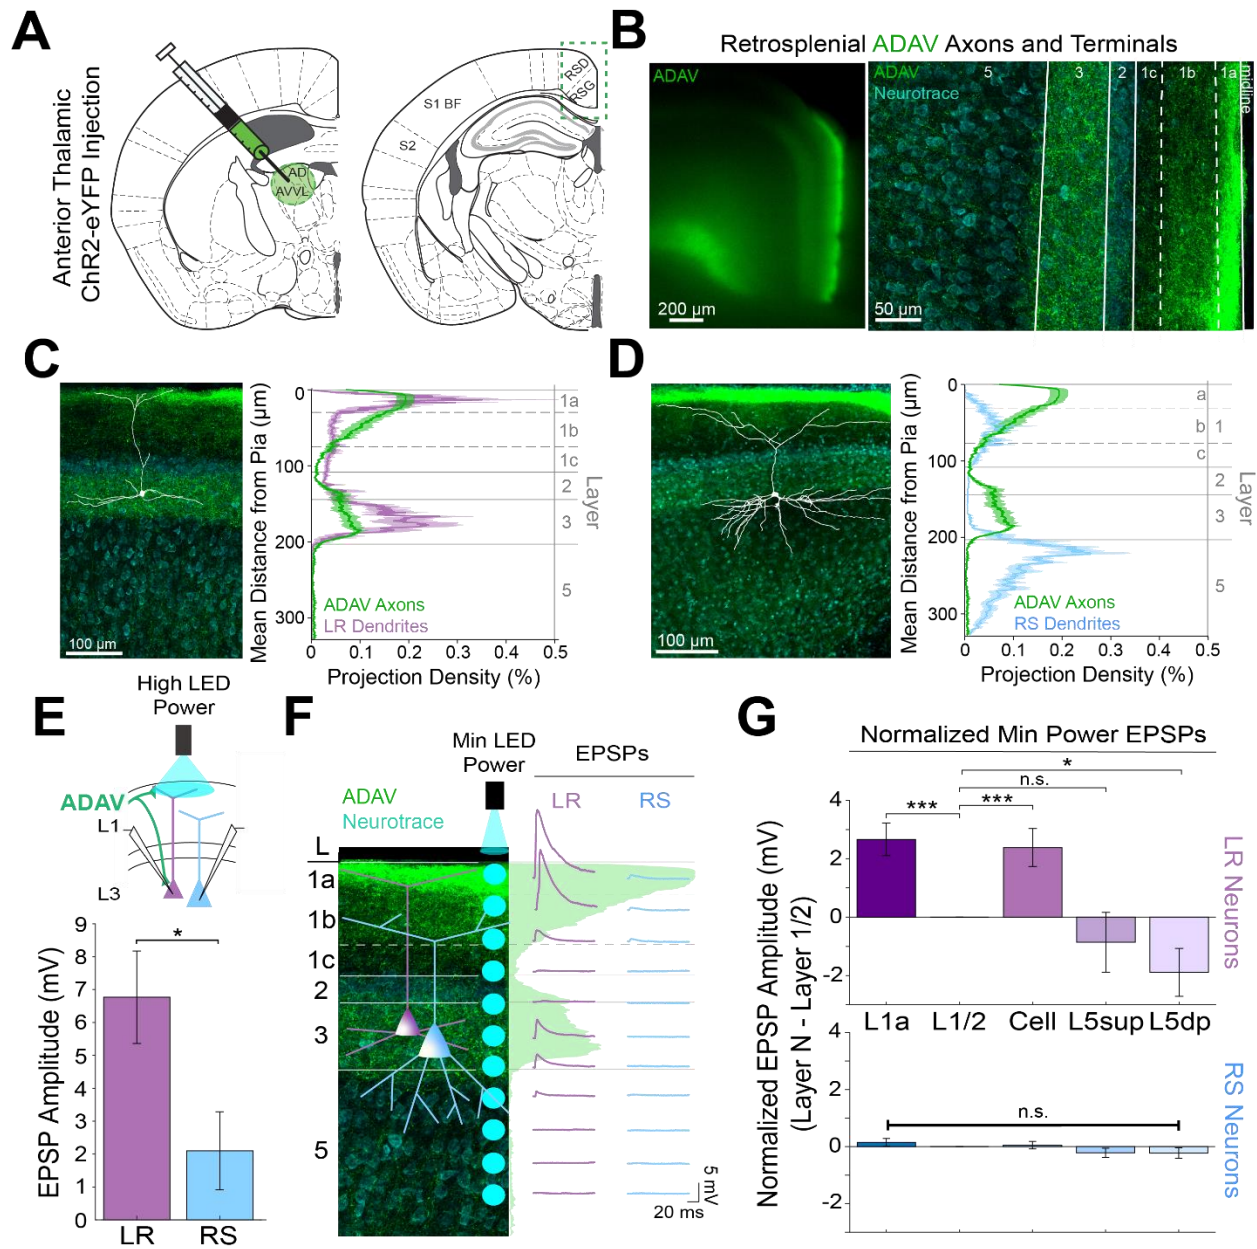 A
Anterior Thalamic
ChR2-eYFP Injection
AD
AVVL
S1 BF
S2
RSD
RSG
B
Retrosplenial ADAV Axons and Terminals
ADAV
200 µm
ADAV
Neurotrace
5 3 2 1c 1b 1a midline
50 µm
C
100 µm
Mean Distance from Pia (µm)
0
100
200
300
1a
1b
1c
2
3
5
Layer
ADAV Axons
LR Dendrites
0 0.1 0.2 0.3 0.4 0.5
Projection Density (%)
D
100 µm
Mean Distance from Pia (µm)
0
100
200
300
a
b 1
c
2
3
5
Layer
ADAV Axons
RS Dendrites
0 0.1 0.2 0.3 0.4 0.5
Projection Density (%)
E
High LED
Power
ADAV
L1
L3
EPSP Amplitude (mV)
9
8
7
6
5
4
3
2
1
0
*
LR RS
F
Min LED
Power
EPSPs
LR RS
ADAV
Neurotrace
L
1a
1b
1c
2
3
5
5 mV
20 ms
G
Normalized Min Power EPSPs
*
n.s.
*** ***
Normalized EPSP Amplitude (mV)
(Layer N - Layer 1/2)
4
2
0
-2
L1a L1/2 Cell L5sup L5dp
LR Neurons
4
2
0
-2
n.s.
RS Neurons